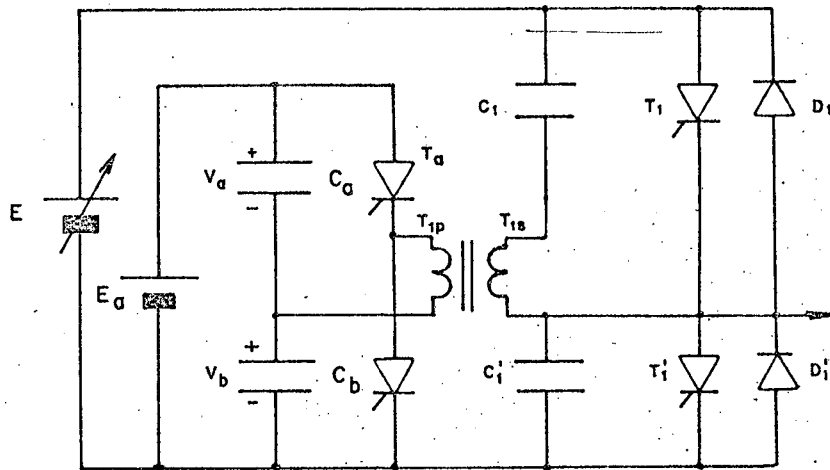 C1
T1
D1
+
Va
-
Ca
Ta
T1p
T1s
E
Ea
+
Vb
-
Cb
C1'
T1'
D1'